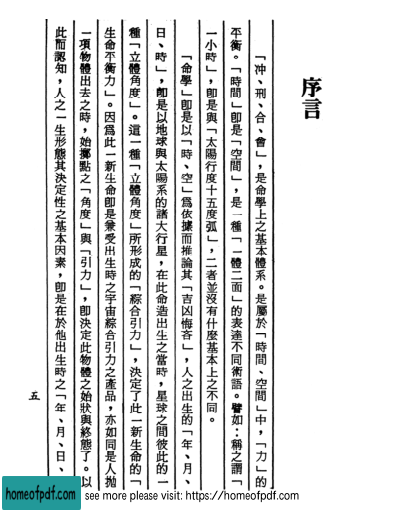 序言
「冲、刑、合、會」，是命學上之基本體系。是屬於「時間、空間」中，「力」的
平衡。「時間」即是「空間」，是一種「一體二面」的表達不同術語。譬如：稱之謂「
一小時」，即是與「太陽行度十五度弧」，二者並沒有什麼基本上之不同。
「命學」即是以「時、空」為依據而推論其「吉凶悔吝」，人之出生的「年、月、
日、時」，即是以地球與太陽系的諸大行星，在此命造出生之當時，星球之間彼此的一
種「立體角度」。這一種「立體角度」所形成的「綜合引力」，決定了此一新生命的「
生命平衡力」。因為此一新生命即是兼受出生時之宇宙綜合引力之產品，亦如同是人拋
一項物體出去之時，始擲點之「角度」與「引力」，即決定此物體之始狀與終態了。以
此而認知，人之一生形態其決定性之基本因素，即是在於他出生時之「年、月、日、
五
homeofpdf.com
see more please visit: https://homeofpdf.com